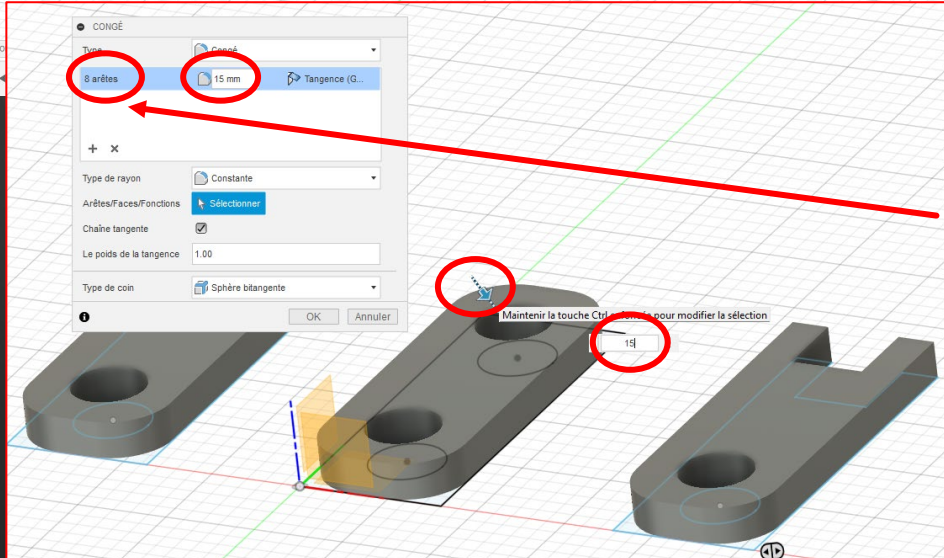 CONGÉ
Type Congé
8 arêtes 15 mm Tangence (G...
Type de rayon Constante
Arêtes/Faces/Fonctions Sélectionner
Chaîne tangente
Le poids de la tangence 1.00
Type de coin Sphère bitangente
OK Annuler
Maintenir la touche Ctrl pour modifier la sélection
15